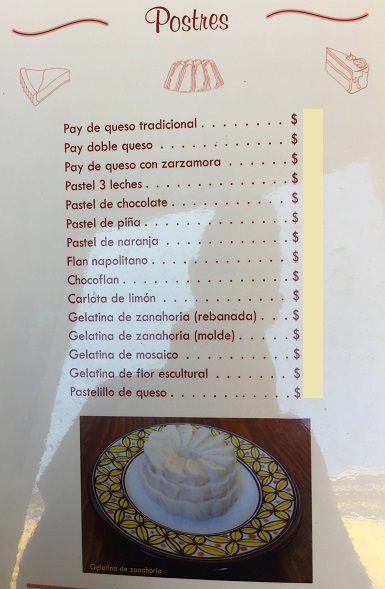 Postres
Pay de queso tradicional . . . . . . . . $
Pay doble queso . . . . . . . . . . . . $
Pay de queso con zarzamora . . . . . . $
Pastel 3 leches . . . . . . . . . . . . . . $
Pastel de chocolate . . . . . . . . . . . $
Pastel de piña . . . . . . . . . . . . . . $
Pastel de naranja . . . . . . . . . . . . $
Flan napolitano . . . . . . . . . . . . . $
Chocoflan . . . . . . . . . . . . . . . . $
Carlota de limón . . . . . . . . . . . . $
Gelatina de zanahoria (rebanada) . . . $
Gelatina de zanahoria (molde) . . . . . $
Gelatina de mosaico . . . . . . . . . . $
Gelatina de flor escultural . . . . . . . $
Pastelillo de queso . . . . . . . . . . . $
Gelatina de zanahoria